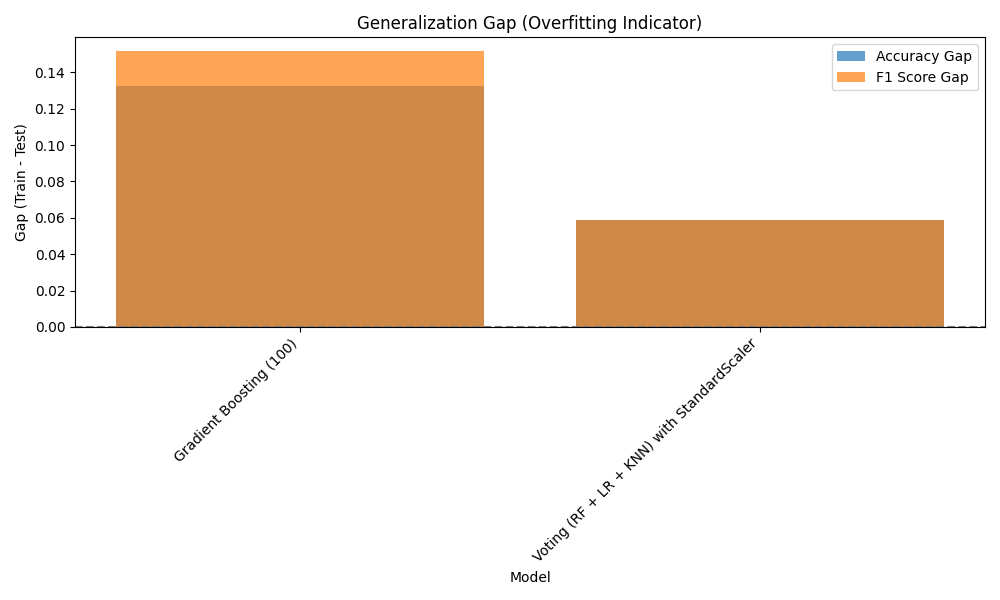 Generalization Gap (Overfitting Indicator)
Accuracy Gap
F1 Score Gap
Gap (Train - Test)
0.14
0.12
0.10
0.08
0.06
0.04
0.02
0.00
Gradient Boosting (100)
Voting (RF + LR + KNN) with StandardScaler
Model